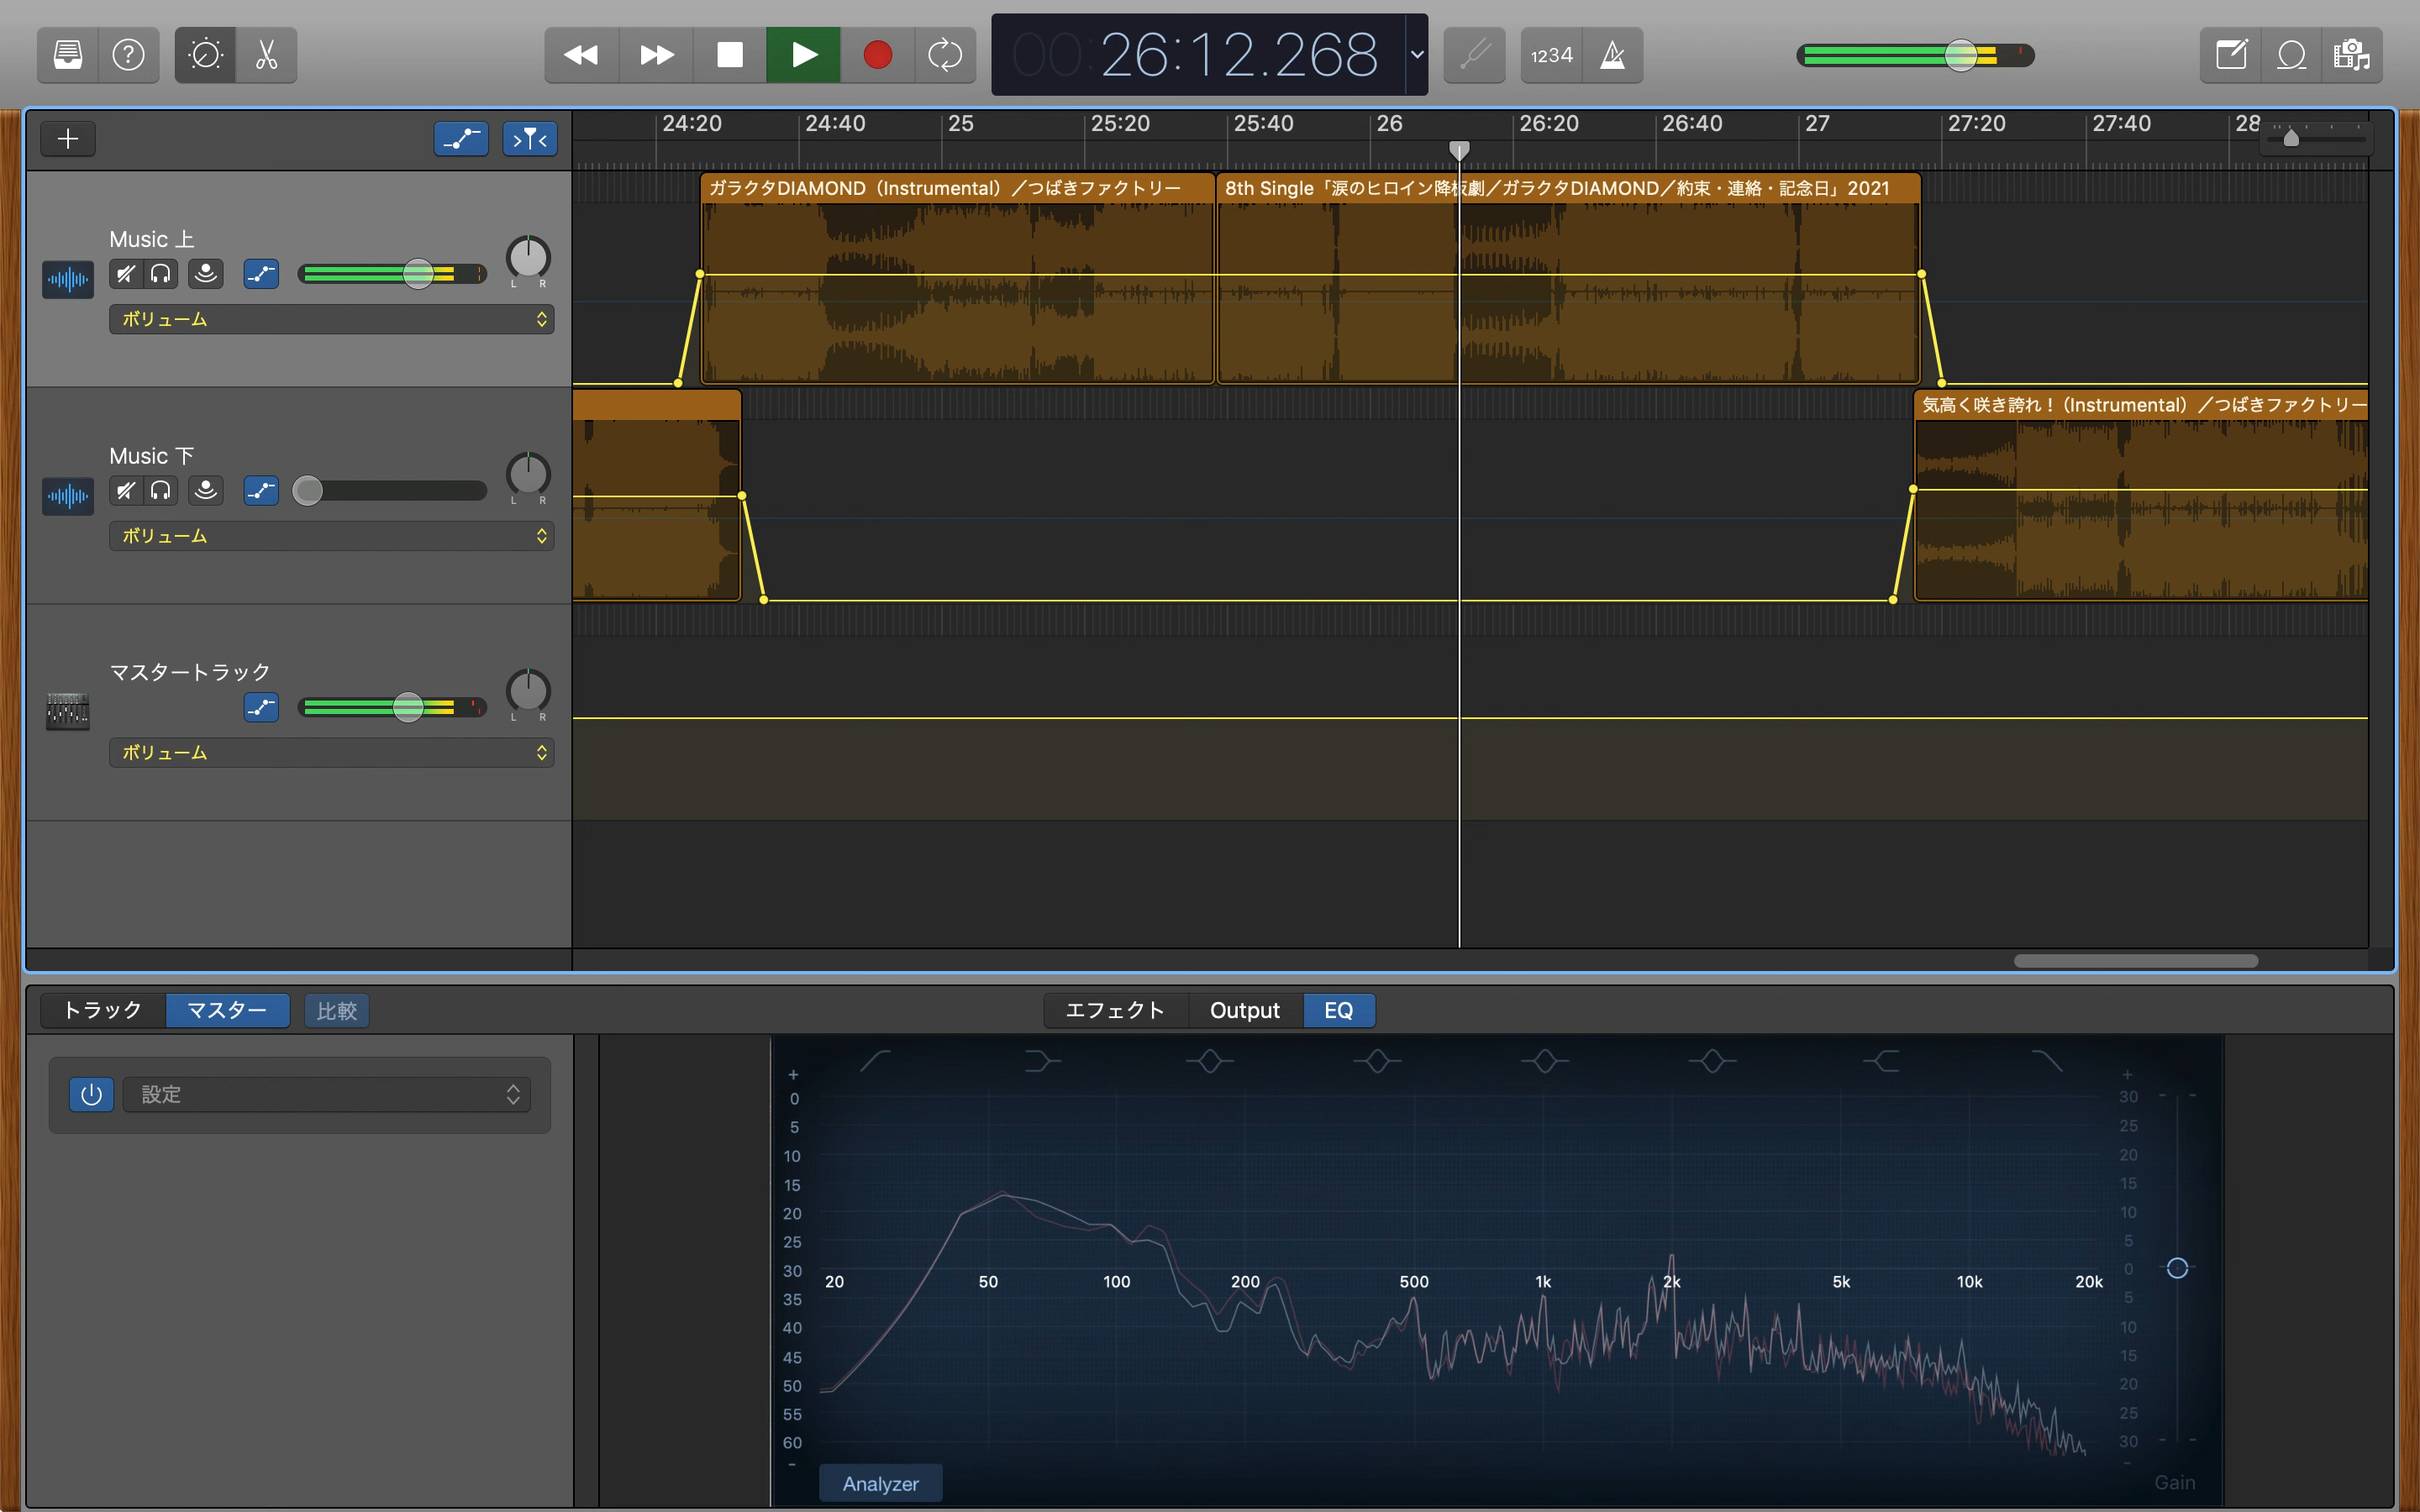 00:26:12.268
1234
24:20 24:40 25 25:20 25:40 26 26:20 26:40 27 27:20 27:40 28
ガラクタDIAMOND（Instrumental）／つばきファクトリー
8th Single「涙のヒロイン降板劇／ガラクタDIAMOND／約束・連絡・記念日」2021
Music 上
L R
ボリューム
気高く咲き誇れ！（Instrumental）／つばきファクトリー
Music 下
L R
ボリューム
マスタートラック
L R
ボリューム
トラック マスター 比較 エフェクト Output EQ
設定
+
0
5
10
15
20
25
30
35
40
45
50
55
60
-
20 50 100 200 500 1k 2k 5k 10k 20k
+
30
25
20
15
10
5
0
5
10
15
20
25
30
-
Analyzer
Gain